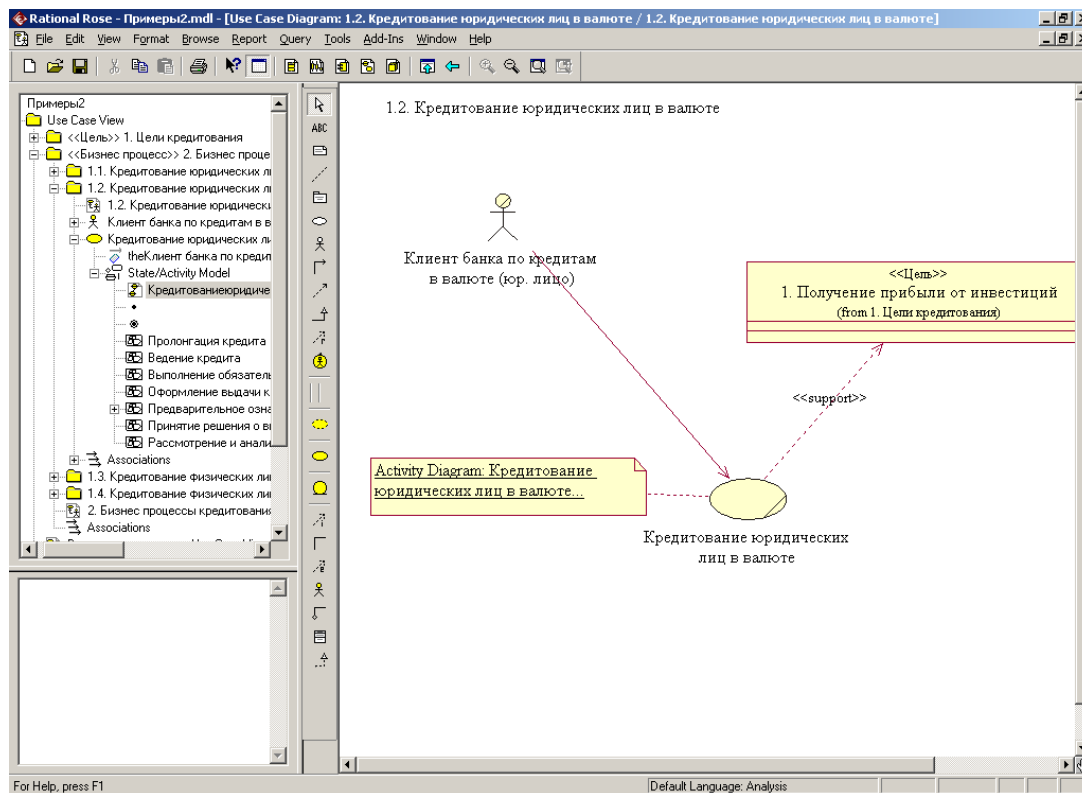 Rational Rose - Примеры2.mdl - [Use Case Diagram: 1.2. Кредитование юридических лиц в валюте / 1.2. Кредитование юридических лиц в валюте]
File Edit View Format Browse Report Query Tools Add-Ins Window Help
Примеры2
Use Case View
<<Цель>> 1. Цели кредитования
<<Бизнес процесс>> 2. Бизнес проце
1.1. Кредитование юридических л
1.2. Кредитование юридических л
1.2. Кредитование юридически
Клиент банка по кредитам в в
Кредитование юридических ли
theКлиент банка по кредит
State/Activity Model
Кредитованиеюридиче
Пролонгация кредита
Ведение кредита
Выполнение обязатель
Оформление выдачи к
Предварительное озна
Принятие решения о вы
Рассмотрение и анали
Associations
1.3. Кредитование физических ли
1.4. Кредитование физических ли
2. Бизнес процессы кредитования
Associations
ABC
1.2. Кредитование юридических лиц в валюте
Клиент банка по кредитам
в валюте (юр. лицо)
<<Цель>>
1. Получение прибыли от инвестиций
(from 1. Цели кредитования)
<<support>>
Activity Diagram: Кредитование
юридических лиц в валюте...
Кредитование юридических
лиц в валюте
For Help, press F1
Default Language: Analysis